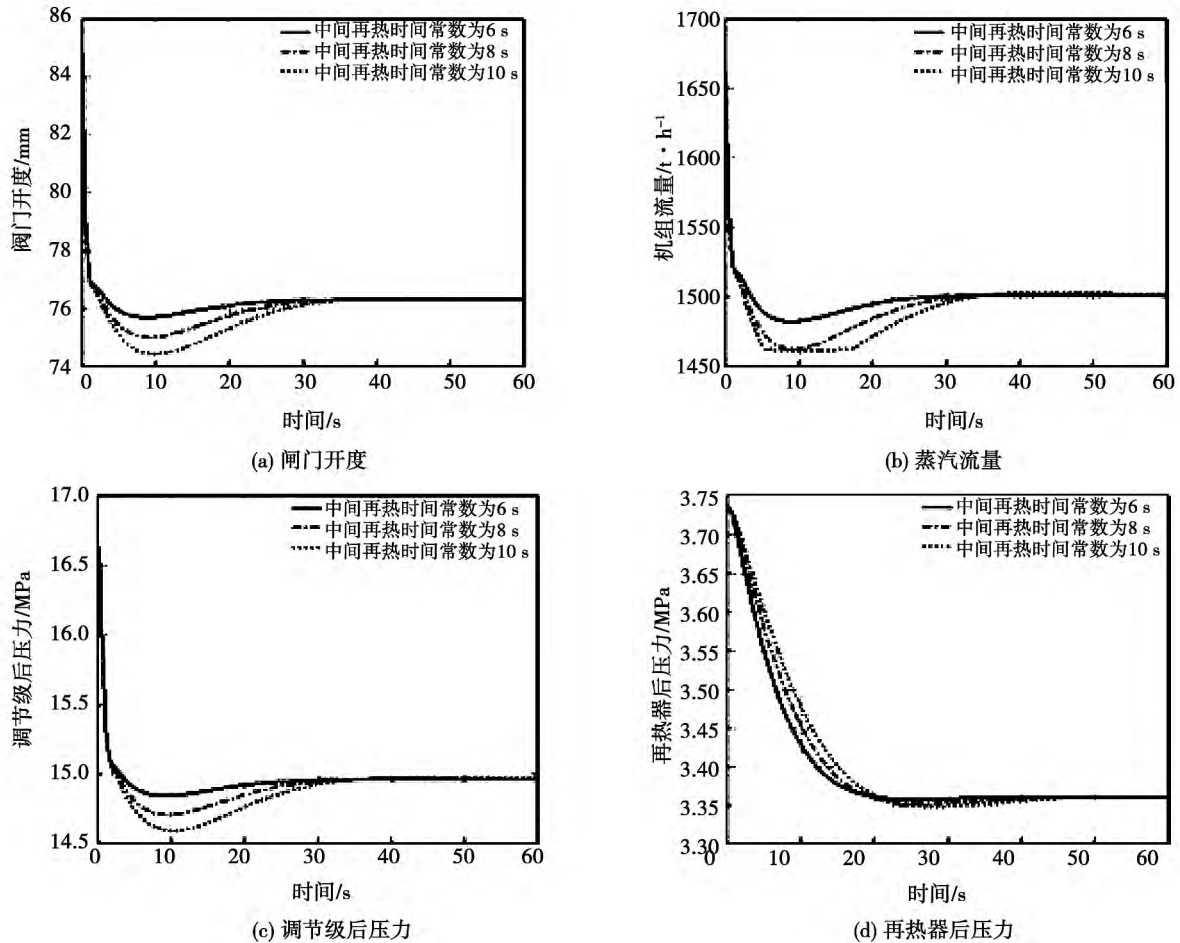 86
84
82
80
78
76
74
阀门开度/mm
中间再热时间常数为6 s
中间再热时间常数为8 s
中间再热时间常数为10 s
0 10 20 30 40 50 60
时间/s
(a) 闸门开度
1700
1650
1600
1550
1500
1450
机组流量/t·h⁻¹
中间再热时间常数为6 s
中间再热时间常数为8 s
中间再热时间常数为10 s
0 10 20 30 40 50 60
时间/s
(b) 蒸汽流量
17.0
16.5
16.0
15.5
15.0
14.5
调节级后压力/MPa
中间再热时间常数为6 s
中间再热时间常数为8 s
中间再热时间常数为10 s
0 10 20 30 40 50 60
时间/s
(c) 调节级后压力
3.75
3.70
3.65
3.60
3.55
3.50
3.45
3.40
3.35
3.30
再热器后压力/MPa
中间再热时间常数为6 s
中间再热时间常数为8 s
中间再热时间常数为10 s
0 10 20 30 40 50 60
时间/s
(d) 再热器后压力